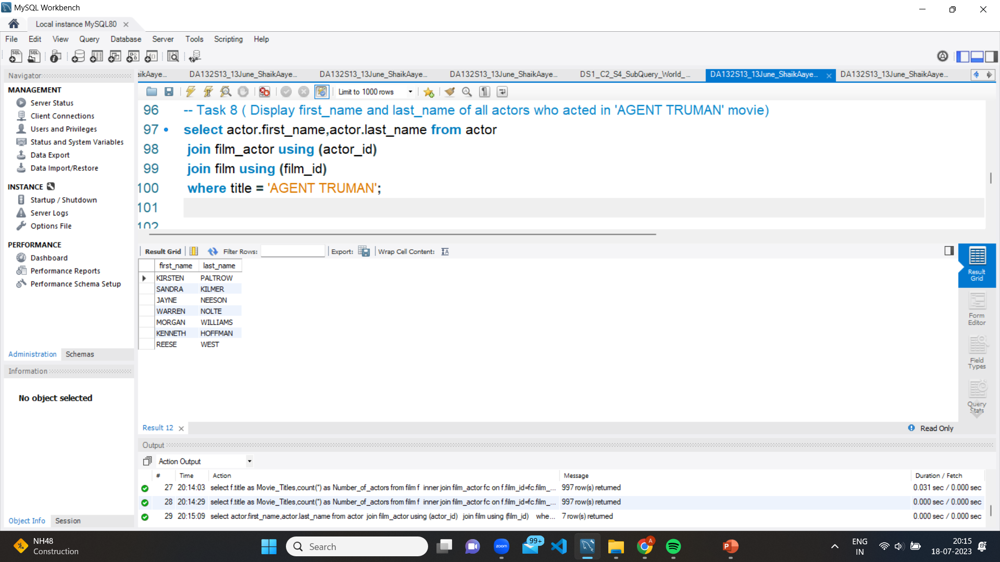 MySQL Workbench
Local instance MySQL80
File Edit View Query Database Server Tools Scripting Help
Navigator
MANAGEMENT
Server Status
Client Connections
Users and Privileges
Status and System Variables
Data Export
Data Import/Restore
INSTANCE
Startup / Shutdown
Server Logs
Options File
PERFORMANCE
Dashboard
Performance Reports
Performance Schema Setup
Administration Schemas
Information
No object selected
Object Info Session
aikAaye... DA132S13_13June_ShaikAaye... DA132S13_13June_ShaikAaye... DA132S13_13June_ShaikAaye... DS1_C2_S4_SubQuery_World_... DA132S13_13June_ShaikAaye... DA132S13_13June_ShaikAaye...
Limit to 1000 rows
96 -- Task 8 ( Display first_name and last_name of all actors who acted in 'AGENT TRUMAN' movie)
97 select actor.first_name,actor.last_name from actor
98 join film_actor using (actor_id)
99 join film using (film_id)
100 where title = 'AGENT TRUMAN';
101
102
Result Grid Filter Rows: Export: Wrap Cell Content:
first_name last_name
KIRSTEN PALTROW
SANDRA KILMER
JAYNE NEESON
WARREN NOLTE
MORGAN WILLIAMS
KENNETH HOFFMAN
REESE WEST
Result
Grid
Form
Editor
Field
Types
Query
Stats
Result 12 Read Only
Output
Action Output
# Time Action Message Duration / Fetch
27 20:14:03 select f.title as Movie_Titles,count(*) as Number_of_actors from film f inner join film_actor fc on f.film_id=fc.film_... 997 row(s) returned 0.031 sec / 0.000 sec
28 20:14:29 select f.title as Movie_Titles,count(*) as Number_of_actors from film f inner join film_actor fc on f.film_id=fc.film_... 997 row(s) returned 0.000 sec / 0.000 sec
29 20:15:09 select actor.first_name,actor.last_name from actor join film_actor using (actor_id) join film using (film_id) whe... 7 row(s) returned 0.000 sec / 0.000 sec
NH48
Construction
Search
zoom
99+
A
P
ENG
IN
20:15
18-07-2023